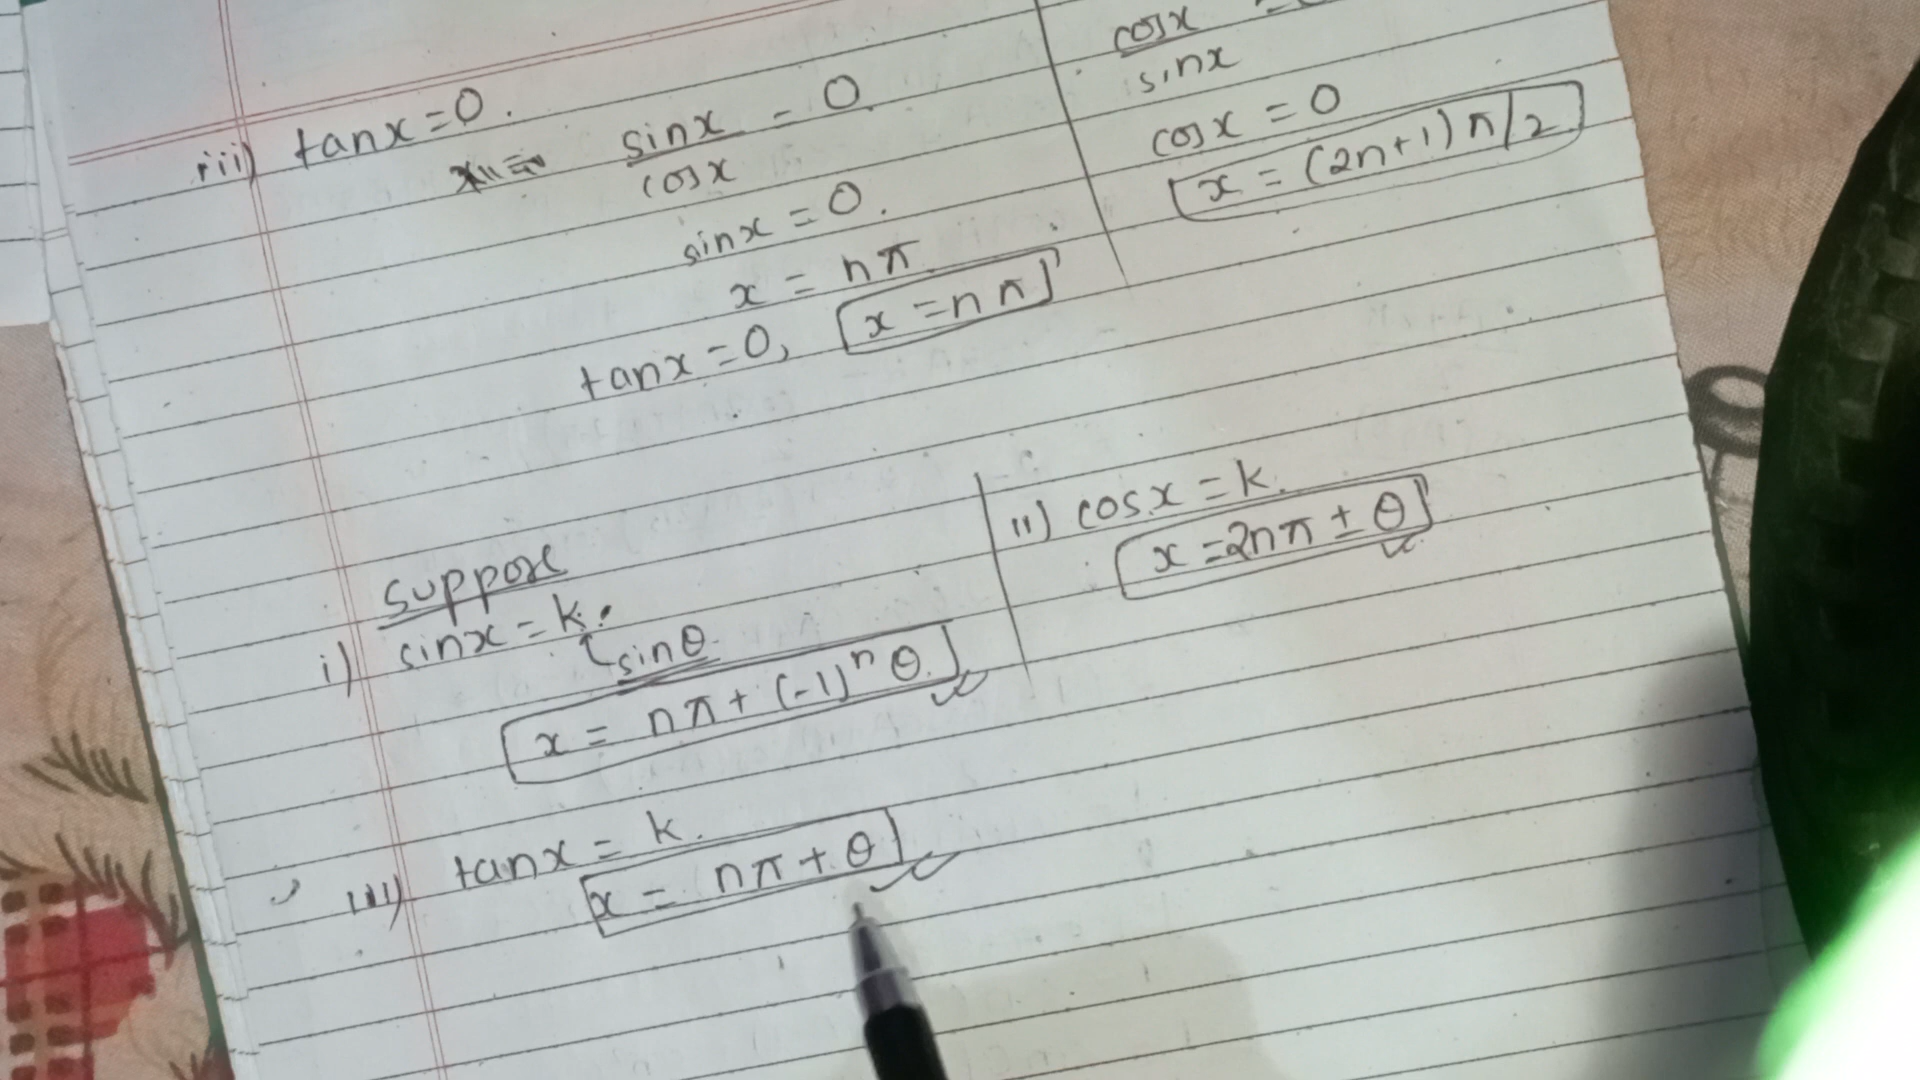 iii) tanx = 0.
sinx/cosx = 0.
sinx = 0.
x = nπ
tanx = 0, x = nπ
cosx/sinx =
cosx = 0
x = (2n+1)π/2
suppose
i) sinx = k.
sinθ
x = nπ + (-1)ⁿ θ.
ii) cosx = k.
x = 2nπ ± θ
iii) tanx = k.
x = nπ + θ